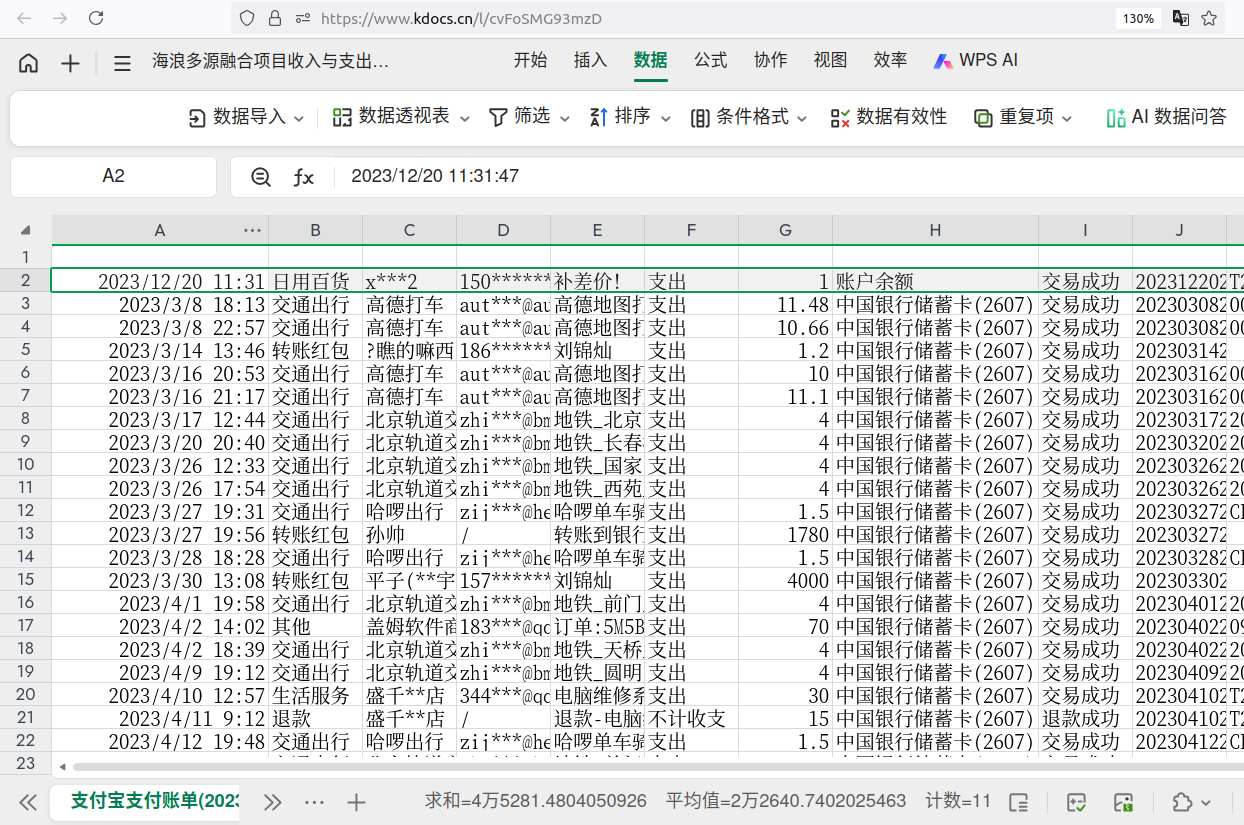 https://www.kdocs.cn/l/cvFoSMG93mzD 130%
海浪多源融合项目收入与支出... 开始 插入 数据 公式 协作 视图 效率 WPS AI
数据导入 数据透视表 筛选 排序 条件格式 数据有效性 重复项 AI 数据问答
A2 fx 2023/12/20 11:31:47
A ... B C D E F G H I J
1
2 2023/12/20 11:31 日用百货 x***2 150****** 补差价! 支出 1 账户余额 交易成功 202312202 T2
3 2023/3/8 18:13 交通出行 高德打车 aut***@au 高德地图打 支出 11.48 中国银行储蓄卡(2607) 交易成功 202303082 00
4 2023/3/8 22:57 交通出行 高德打车 aut***@au 高德地图打 支出 10.66 中国银行储蓄卡(2607) 交易成功 202303082 00
5 2023/3/14 13:46 转账红包 ?瞧的嘛西 186****** 刘锦灿 支出 1.2 中国银行储蓄卡(2607) 交易成功 202303142
6 2023/3/16 20:53 交通出行 高德打车 aut***@au 高德地图打 支出 10 中国银行储蓄卡(2607) 交易成功 202303162 00
7 2023/3/16 21:17 交通出行 高德打车 aut***@au 高德地图打 支出 11.1 中国银行储蓄卡(2607) 交易成功 202303162 00
8 2023/3/17 12:44 交通出行 北京轨道交 zhi***@bm 地铁_北京 支出 4 中国银行储蓄卡(2607) 交易成功 202303172 20
9 2023/3/20 20:40 交通出行 北京轨道交 zhi***@bm 地铁_长春 支出 4 中国银行储蓄卡(2607) 交易成功 202303202 20
10 2023/3/26 12:33 交通出行 北京轨道交 zhi***@bm 地铁_国家 支出 4 中国银行储蓄卡(2607) 交易成功 202303262 20
11 2023/3/26 17:54 交通出行 北京轨道交 zhi***@bm 地铁_西苑 支出 4 中国银行储蓄卡(2607) 交易成功 202303262 20
12 2023/3/27 19:31 交通出行 哈啰出行 zij***@he 哈啰单车骑 支出 1.5 中国银行储蓄卡(2607) 交易成功 202303272 CH
13 2023/3/27 19:56 转账红包 孙帅 / 转账到银行 支出 1780 中国银行储蓄卡(2607) 交易成功 202303272
14 2023/3/28 18:28 交通出行 哈啰出行 zij***@he 哈啰单车骑 支出 1.5 中国银行储蓄卡(2607) 交易成功 202303282 CH
15 2023/3/30 13:08 转账红包 平子(**宇 157****** 刘锦灿 支出 4000 中国银行储蓄卡(2607) 交易成功 202303302
16 2023/4/1 19:58 交通出行 北京轨道交 zhi***@bm 地铁_前门 支出 4 中国银行储蓄卡(2607) 交易成功 202304012 20
17 2023/4/2 14:02 其他 盖姆软件商 183***@qq 订单:5M5B 支出 70 中国银行储蓄卡(2607) 交易成功 202304022 09
18 2023/4/2 18:39 交通出行 北京轨道交 zhi***@bm 地铁_天桥 支出 4 中国银行储蓄卡(2607) 交易成功 202304022 20
19 2023/4/9 19:12 交通出行 北京轨道交 zhi***@bm 地铁_圆明 支出 4 中国银行储蓄卡(2607) 交易成功 202304092 20
20 2023/4/10 12:57 生活服务 盛千**店 344***@qq 电脑维修系 支出 30 中国银行储蓄卡(2607) 交易成功 202304102 T2
21 2023/4/11 9:12 退款 盛千**店 / 退款-电脑 不计收支 15 中国银行储蓄卡(2607) 退款成功 202304102 T2
22 2023/4/12 19:48 交通出行 哈啰出行 zij***@he 哈啰单车骑 支出 1.5 中国银行储蓄卡(2607) 交易成功 202304122 CH
23
支付宝支付账单(2023 ... 求和=4万5281.4804050926 平均值=2万2640.7402025463 计数=11